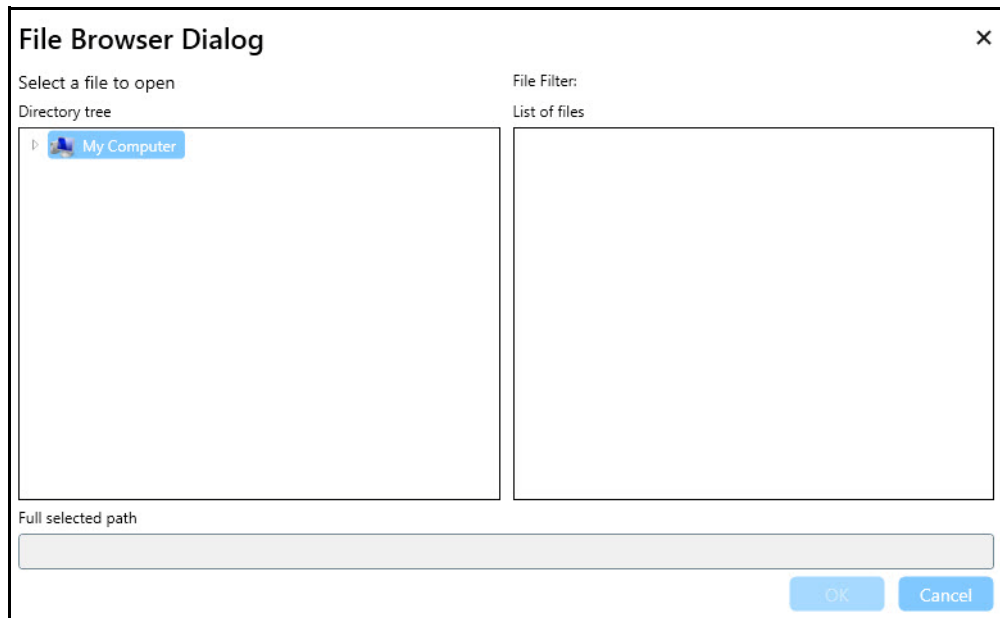 File Browser Dialog
Select a file to open
File Filter:
Directory tree
List of files
My Computer
Full selected path
OK
Cancel